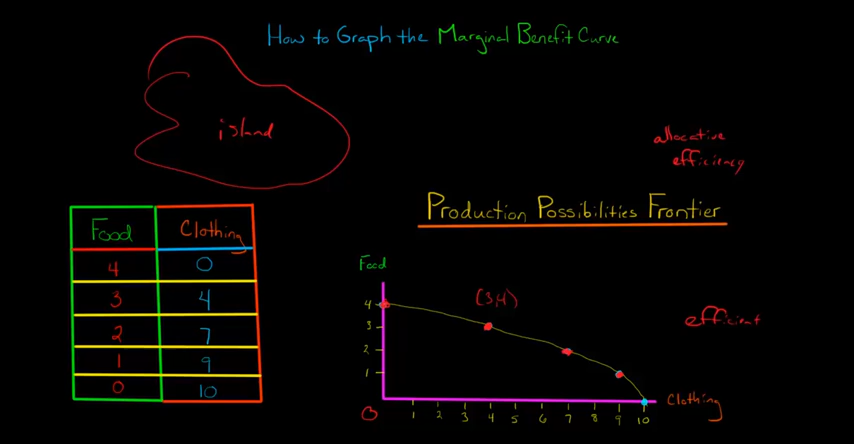 How to Graph the Marginal Benefit Curve
island
allocative
efficiency
Production Possibilities Frontier
Food Clothing
4 0
3 4
2 7
1 9
0 10
Food
(3,4)
4
3
2
1
efficient
Clothing
0
1 2 3 4 5 6 7 8 9 10